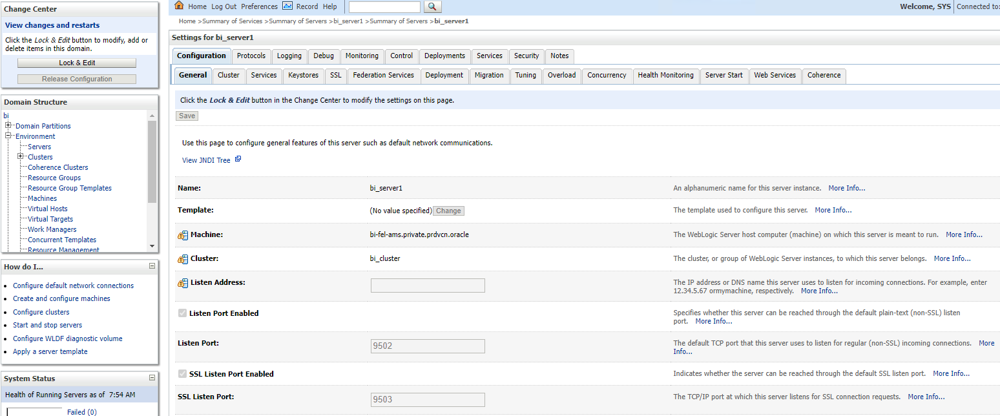 Change Center
View changes and restarts
Click the Lock & Edit button to modify, add or
delete items in this domain.
Lock & Edit
Release Configuration
Domain Structure
bi
Domain Partitions
Environment
Servers
Clusters
Coherence Clusters
Resource Groups
Resource Group Templates
Machines
Virtual Hosts
Virtual Targets
Work Managers
Concurrent Templates
Resource Management
How do I...
Configure default network connections
Create and configure machines
Configure clusters
Start and stop servers
Configure WLDF diagnostic volume
Apply a server template
System Status
Health of Running Servers as of 7:54 AM
Failed (0)
Home Log Out Preferences Record Help
Welcome, SYS Connected to:
Home >Summary of Services >Summary of Servers >bi_server1 >Summary of Servers >bi_server1
Settings for bi_server1
Configuration Protocols Logging Debug Monitoring Control Deployments Services Security Notes
General Cluster Services Keystores SSL Federation Services Deployment Migration Tuning Overload Concurrency Health Monitoring Server Start Web Services Coherence
Click the Lock & Edit button in the Change Center to modify the settings on this page.
Save
Use this page to configure general features of this server such as default network communications.
View JNDI Tree
Name: bi_server1 An alphanumeric name for this server instance. More Info...
Template: (No value specified) Change The template used to configure this server. More Info...
Machine: bi-fel-ams.private.prdvcn.oracle The WebLogic Server host computer (machine) on which this server is meant to run. More Info...
Cluster: bi_cluster The cluster, or group of WebLogic Server instances, to which this server belongs. More Info...
Listen Address: The IP address or DNS name this server uses to listen for incoming connections. For example, enter
12.34.5.67 ormymachine, respectively. More Info...
Listen Port Enabled Specifies whether this server can be reached through the default plain-text (non-SSL) listen
port. More Info...
Listen Port: 9502 The default TCP port that this server uses to listen for regular (non-SSL) incoming connections. More
Info...
SSL Listen Port Enabled Indicates whether the server can be reached through the default SSL listen port. More Info...
SSL Listen Port: 9503 The TCP/IP port at which this server listens for SSL connection requests. More Info...